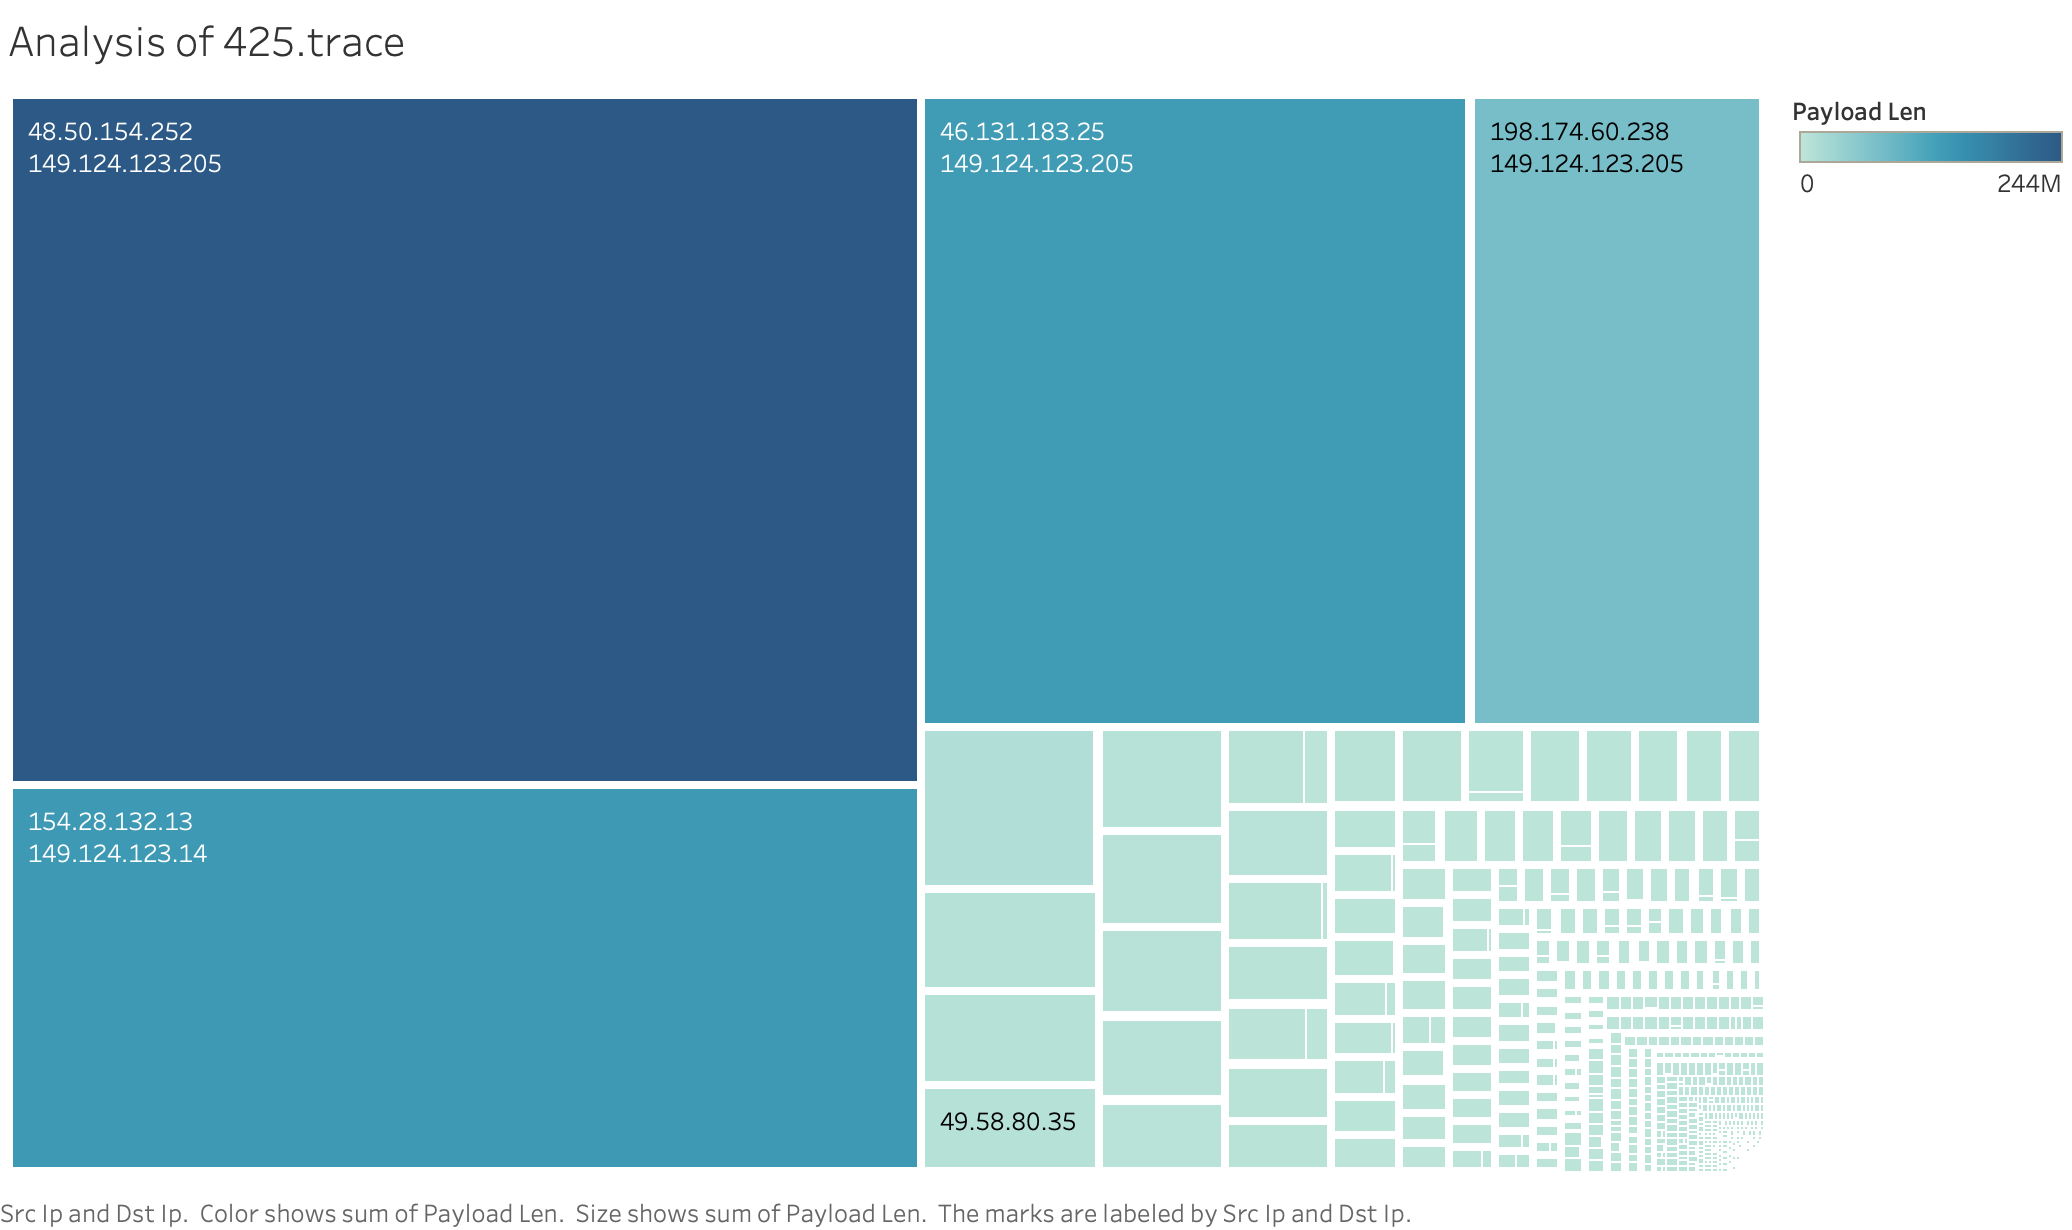 Analysis of 425.trace
48.50.154.252
149.124.123.205
46.131.183.25
149.124.123.205
198.174.60.238
149.124.123.205
Payload Len
0 244M
154.28.132.13
149.124.123.14
49.58.80.35
Src Ip and Dst Ip.  Color shows sum of Payload Len.  Size shows sum of Payload Len.  The marks are labeled by Src Ip and Dst Ip.